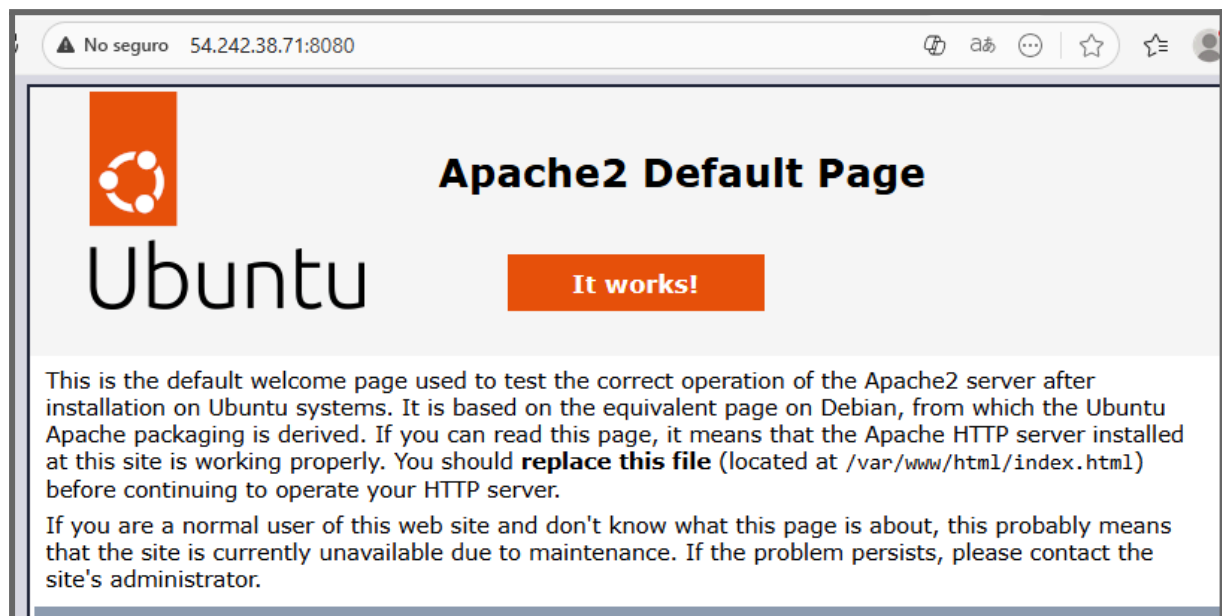 No seguro 54.242.38.71:8080
Apache2 Default Page
Ubuntu
It works!
This is the default welcome page used to test the correct operation of the Apache2 server after
installation on Ubuntu systems. It is based on the equivalent page on Debian, from which the Ubuntu
Apache packaging is derived. If you can read this page, it means that the Apache HTTP server installed
at this site is working properly. You should replace this file (located at /var/www/html/index.html)
before continuing to operate your HTTP server.
If you are a normal user of this web site and don't know what this page is about, this probably means
that the site is currently unavailable due to maintenance. If the problem persists, please contact the
site's administrator.